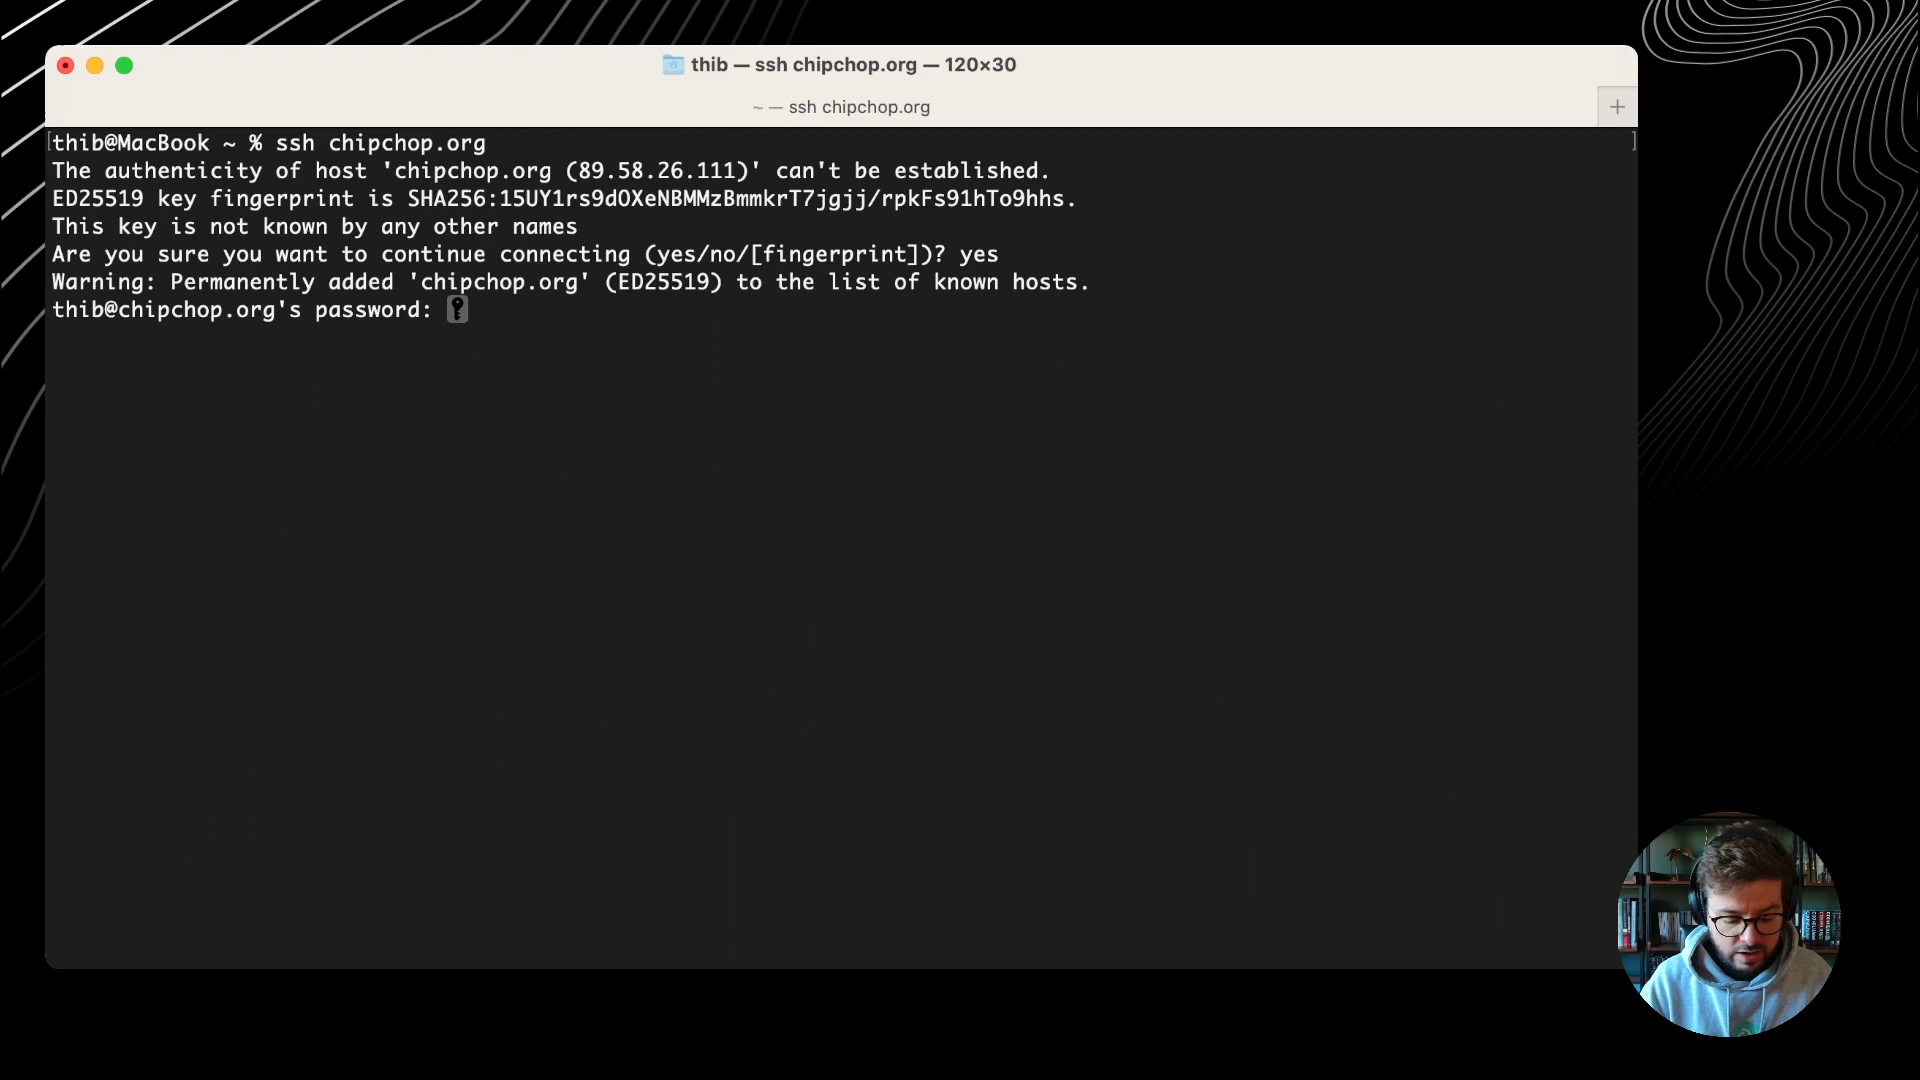 thib — ssh chipchop.org — 120×30
~ — ssh chipchop.org
thib@MacBook ~ % ssh chipchop.org
The authenticity of host 'chipchop.org (89.58.26.111)' can't be established.
ED25519 key fingerprint is SHA256:15UY1rs9dOXeNBMMzBmmkrT7jgjj/rpkFs91hTo9hhs.
This key is not known by any other names
Are you sure you want to continue connecting (yes/no/[fingerprint])? yes
Warning: Permanently added 'chipchop.org' (ED25519) to the list of known hosts.
thib@chipchop.org's password: